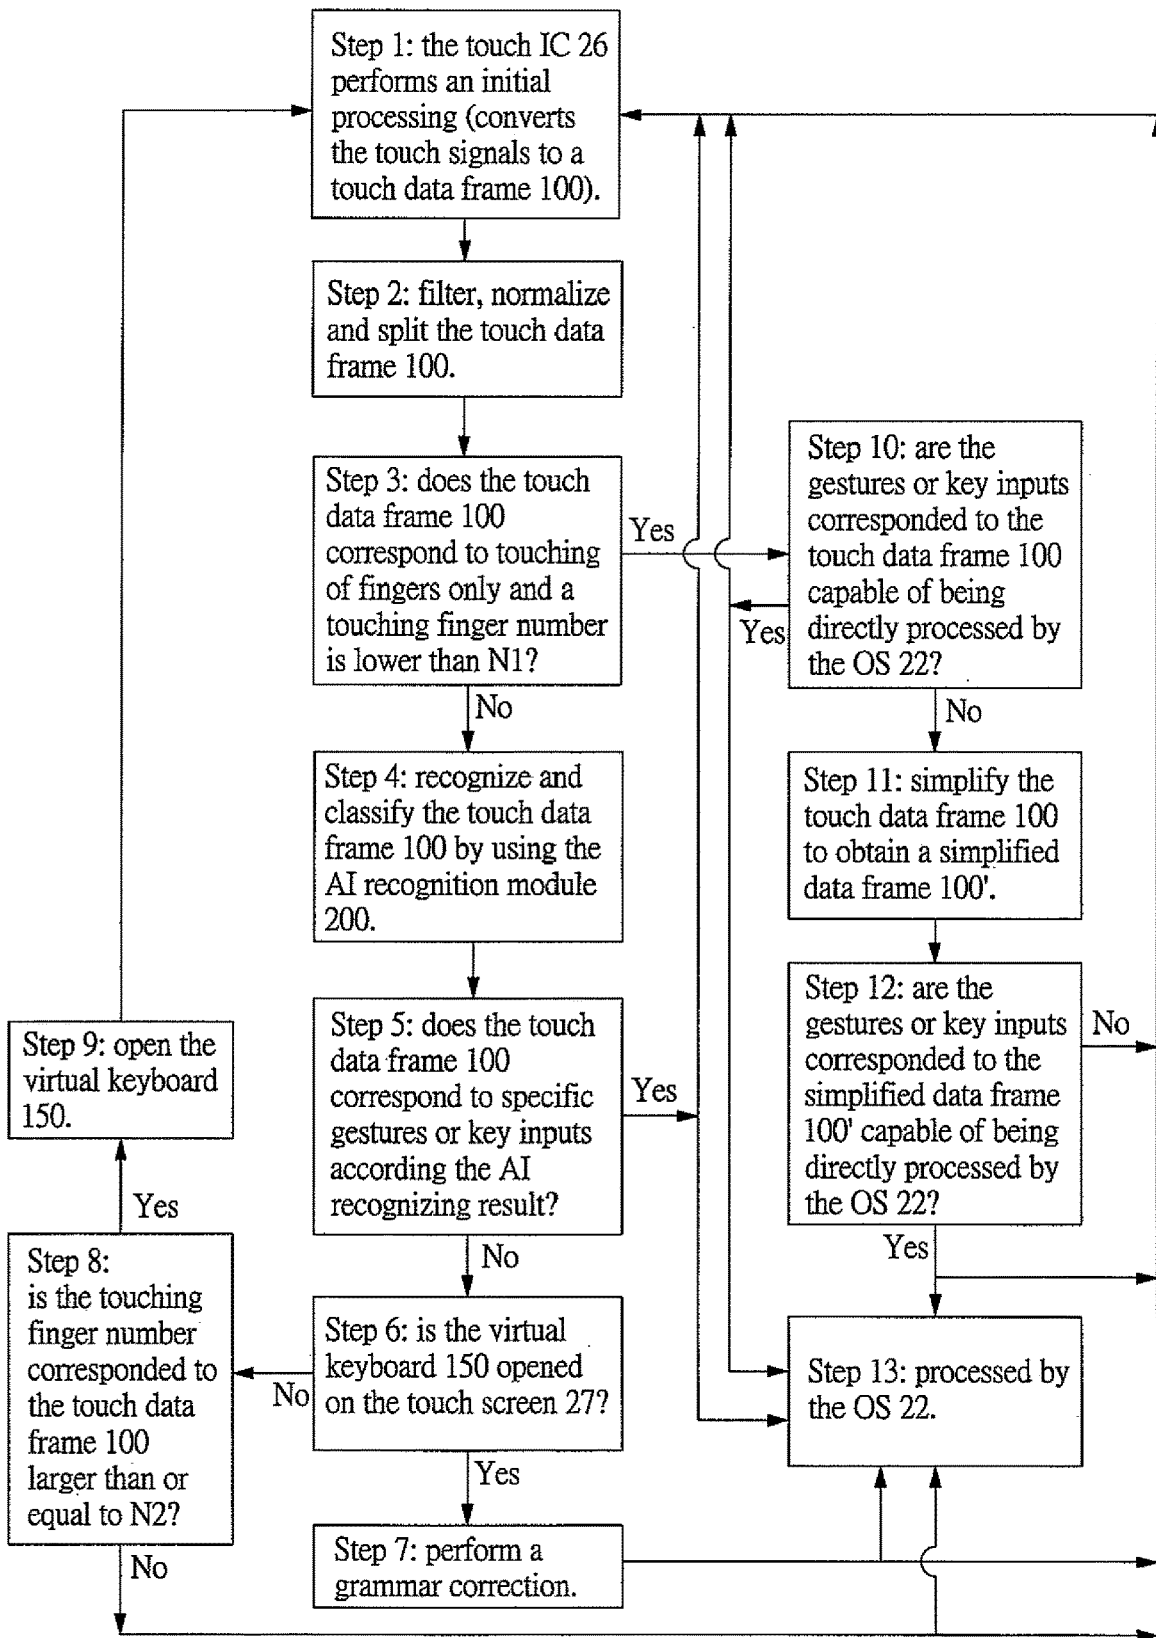 Step 1: the touch IC 26
performs an initial
processing (converts
the touch signals to a
touch data frame 100).
Step 2: filter, normalize
and split the touch data
frame 100.
Step 3: does the touch
data frame 100
correspond to touching
of fingers only and a
touching finger number
is lower than N1?
Yes
No
Step 4: recognize and
classify the touch data
frame 100 by using the
AI recognition module
200.
Step 5: does the touch
data frame 100
correspond to specific
gestures or key inputs
according the AI
recognizing result?
Yes
No
Step 6: is the virtual
keyboard 150 opened
on the touch screen 27?
No
Yes
Step 7: perform a
grammar correction.
Step 8:
is the touching
finger number
corresponded to
the touch data
frame 100
larger than or
equal to N2?
Yes
No
Step 9: open the
virtual keyboard
150.
Step 10: are the
gestures or key inputs
corresponded to the
touch data frame 100
capable of being
directly processed by
the OS 22?
Yes
No
Step 11: simplify the
touch data frame 100
to obtain a simplified
data frame 100'.
Step 12: are the
gestures or key inputs
corresponded to the
simplified data frame
100' capable of being
directly processed by
the OS 22?
No
Yes
Step 13: processed by
the OS 22.